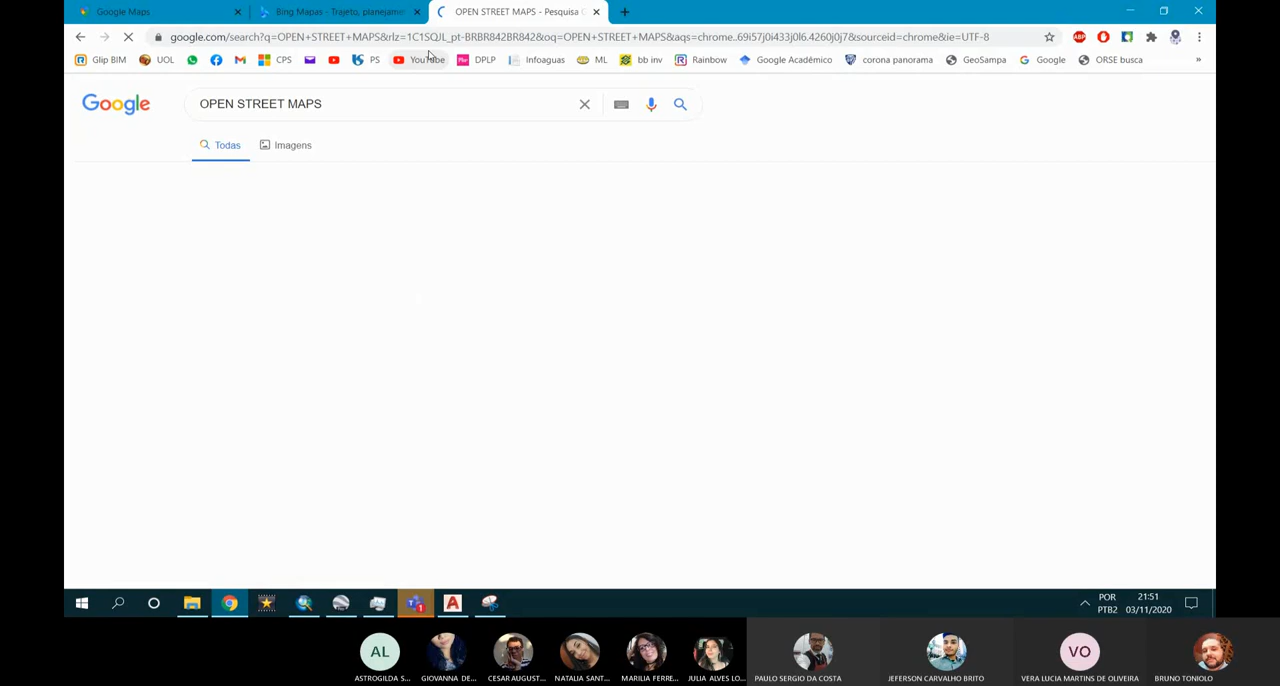 Google Maps
Bing Mapas - Trajeto, planejame
OPEN STREET MAPS - Pesquisa G
google.com/search?q=OPEN+STREET+MAPS&rlz=1C1SQJL_pt-BRBR842BR842&oq=OPEN+STREET+MAPS&aqs=chrome..69i57j0i433j0l6.4260j0j7&sourceid=chrome&ie=UTF-8
Glip BIM UOL CPS PS YouTube DPLP Infoaguas ML bb inv Rainbow Google Acadêmico corona panorama GeoSampa Google ORSE busca »
Google OPEN STREET MAPS
Todas Imagens
POR 21:51
PTB2 03/11/2020
AL VO
ASTROGILDA S... GIOVANNA DE... CESAR AUGUST... NATALIA SANT... MARILIA FERRE... JULIA ALVES LO... PAULO SERGIO DA COSTA JEFERSON CARVALHO BRITO VERA LUCIA MARTINS DE OLIVEIRA BRUNO TONIOLO